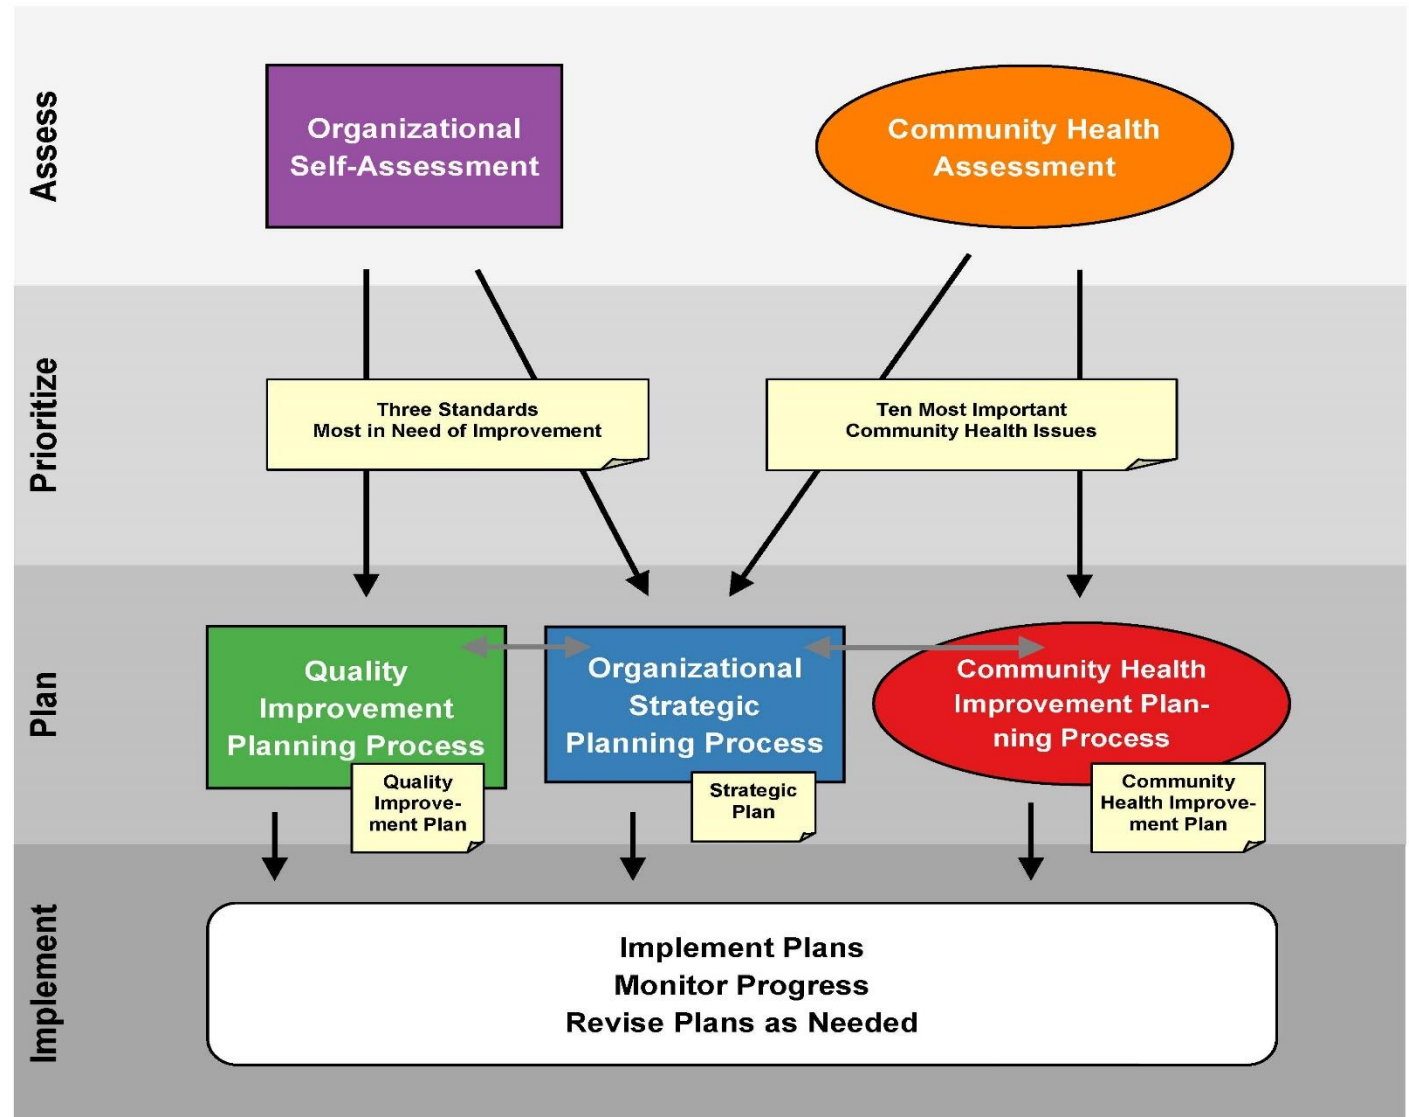 Assess
Organizational
Self-Assessment
Community Health
Assessment
Prioritize
Three Standards
Most in Need of Improvement
Ten Most Important
Community Health Issues
Plan
Quality
Improvement
Planning Process
Quality
Improve-
ment Plan
Organizational
Strategic
Planning Process
Strategic
Plan
Community Health
Improvement Plan-
ning Process
Community
Health Improve-
ment Plan
Implement
Implement Plans
Monitor Progress
Revise Plans as Needed